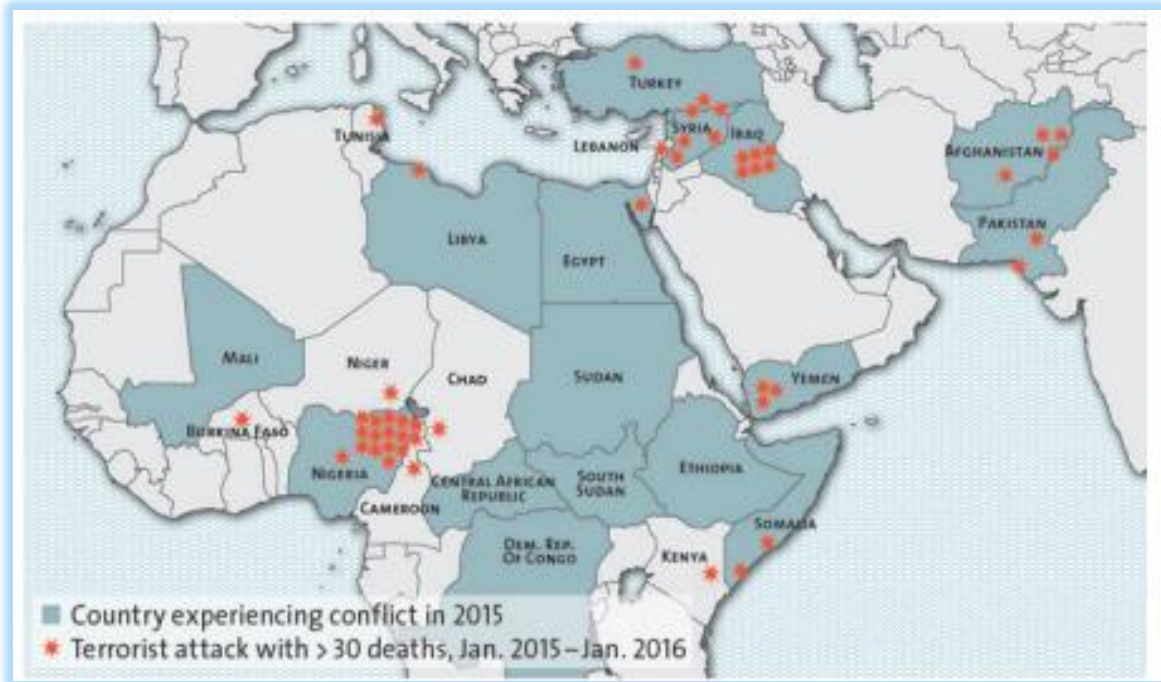 TURKEY
TUNISIA
SYRIA
IRAQ
LEBANON
AFGHANISTAN
PAKISTAN
LIBYA
EGYPT
MALI
NIGER
CHAD
SUDAN
YEMEN
BURKINA FASO
NIGERIA
CENTRAL AFRICAN
REPUBLIC
SOUTH
SUDAN
ETHIOPIA
CAMEROON
SOMALIA
DEM. REP.
OF CONGO
KENYA
Country experiencing conflict in 2015
Terrorist attack with > 30 deaths, Jan. 2015–Jan. 2016